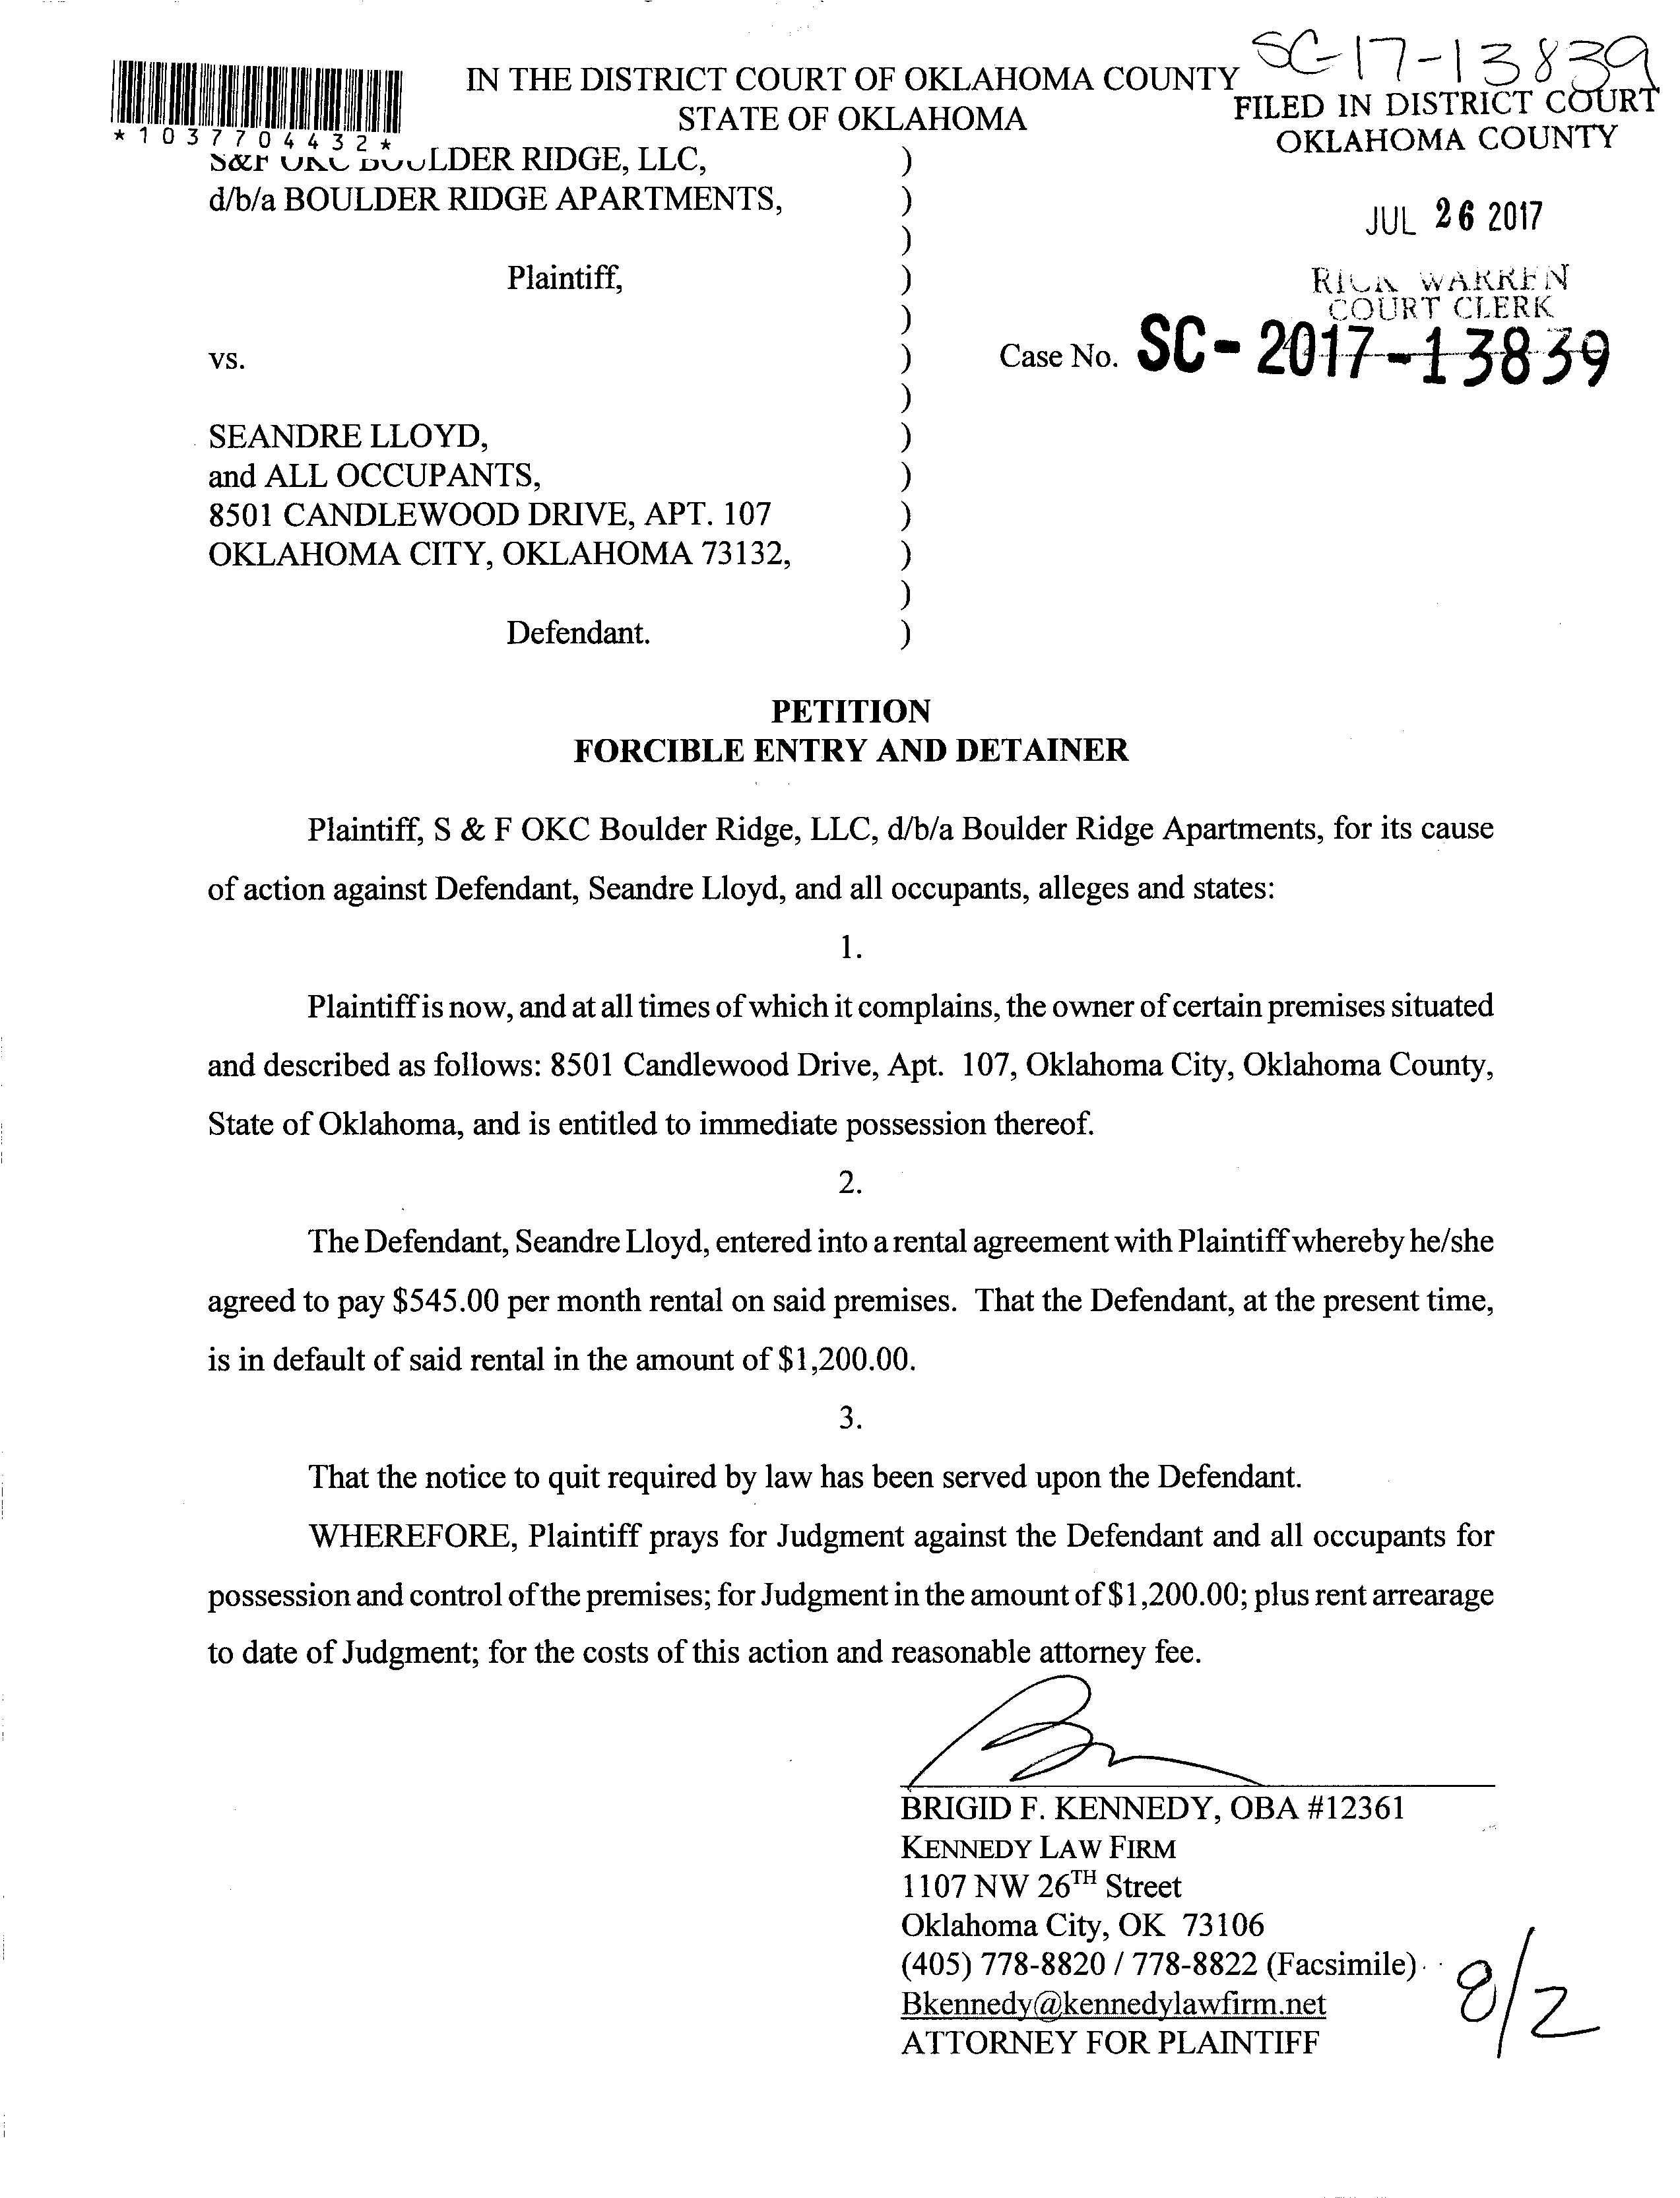 SC-17-13839
IN THE DISTRICT COURT OF OKLAHOMA COUNTY
STATE OF OKLAHOMA
FILED IN DISTRICT COURT
OKLAHOMA COUNTY
*1037704432*
S&F OKC BOULDER RIDGE, LLC, )
d/b/a BOULDER RIDGE APARTMENTS, )
JUL 26 2017
)
Plaintiff, )
RICK WARREN
COURT CLERK
)
vs. ) Case No. SC-2017-13839
)
SEANDRE LLOYD, )
and ALL OCCUPANTS, )
8501 CANDLEWOOD DRIVE, APT. 107 )
OKLAHOMA CITY, OKLAHOMA 73132, )
)
Defendant. )
PETITION
FORCIBLE ENTRY AND DETAINER
Plaintiff, S & F OKC Boulder Ridge, LLC, d/b/a Boulder Ridge Apartments, for its cause
of action against Defendant, Seandre Lloyd, and all occupants, alleges and states:
1.
Plaintiff is now, and at all times of which it complains, the owner of certain premises situated
and described as follows: 8501 Candlewood Drive, Apt. 107, Oklahoma City, Oklahoma County,
State of Oklahoma, and is entitled to immediate possession thereof.
2.
The Defendant, Seandre Lloyd, entered into a rental agreement with Plaintiff whereby he/she
agreed to pay $545.00 per month rental on said premises. That the Defendant, at the present time,
is in default of said rental in the amount of $1,200.00.
3.
That the notice to quit required by law has been served upon the Defendant.
WHEREFORE, Plaintiff prays for Judgment against the Defendant and all occupants for
possession and control of the premises; for Judgment in the amount of $1,200.00; plus rent arrearage
to date of Judgment; for the costs of this action and reasonable attorney fee.
BRIGID F. KENNEDY, OBA #12361
KENNEDY LAW FIRM
1107 NW 26TH Street
Oklahoma City, OK 73106
(405) 778-8820 / 778-8822 (Facsimile)
Bkennedy@kennedylawfirm.net
ATTORNEY FOR PLAINTIFF
8/2